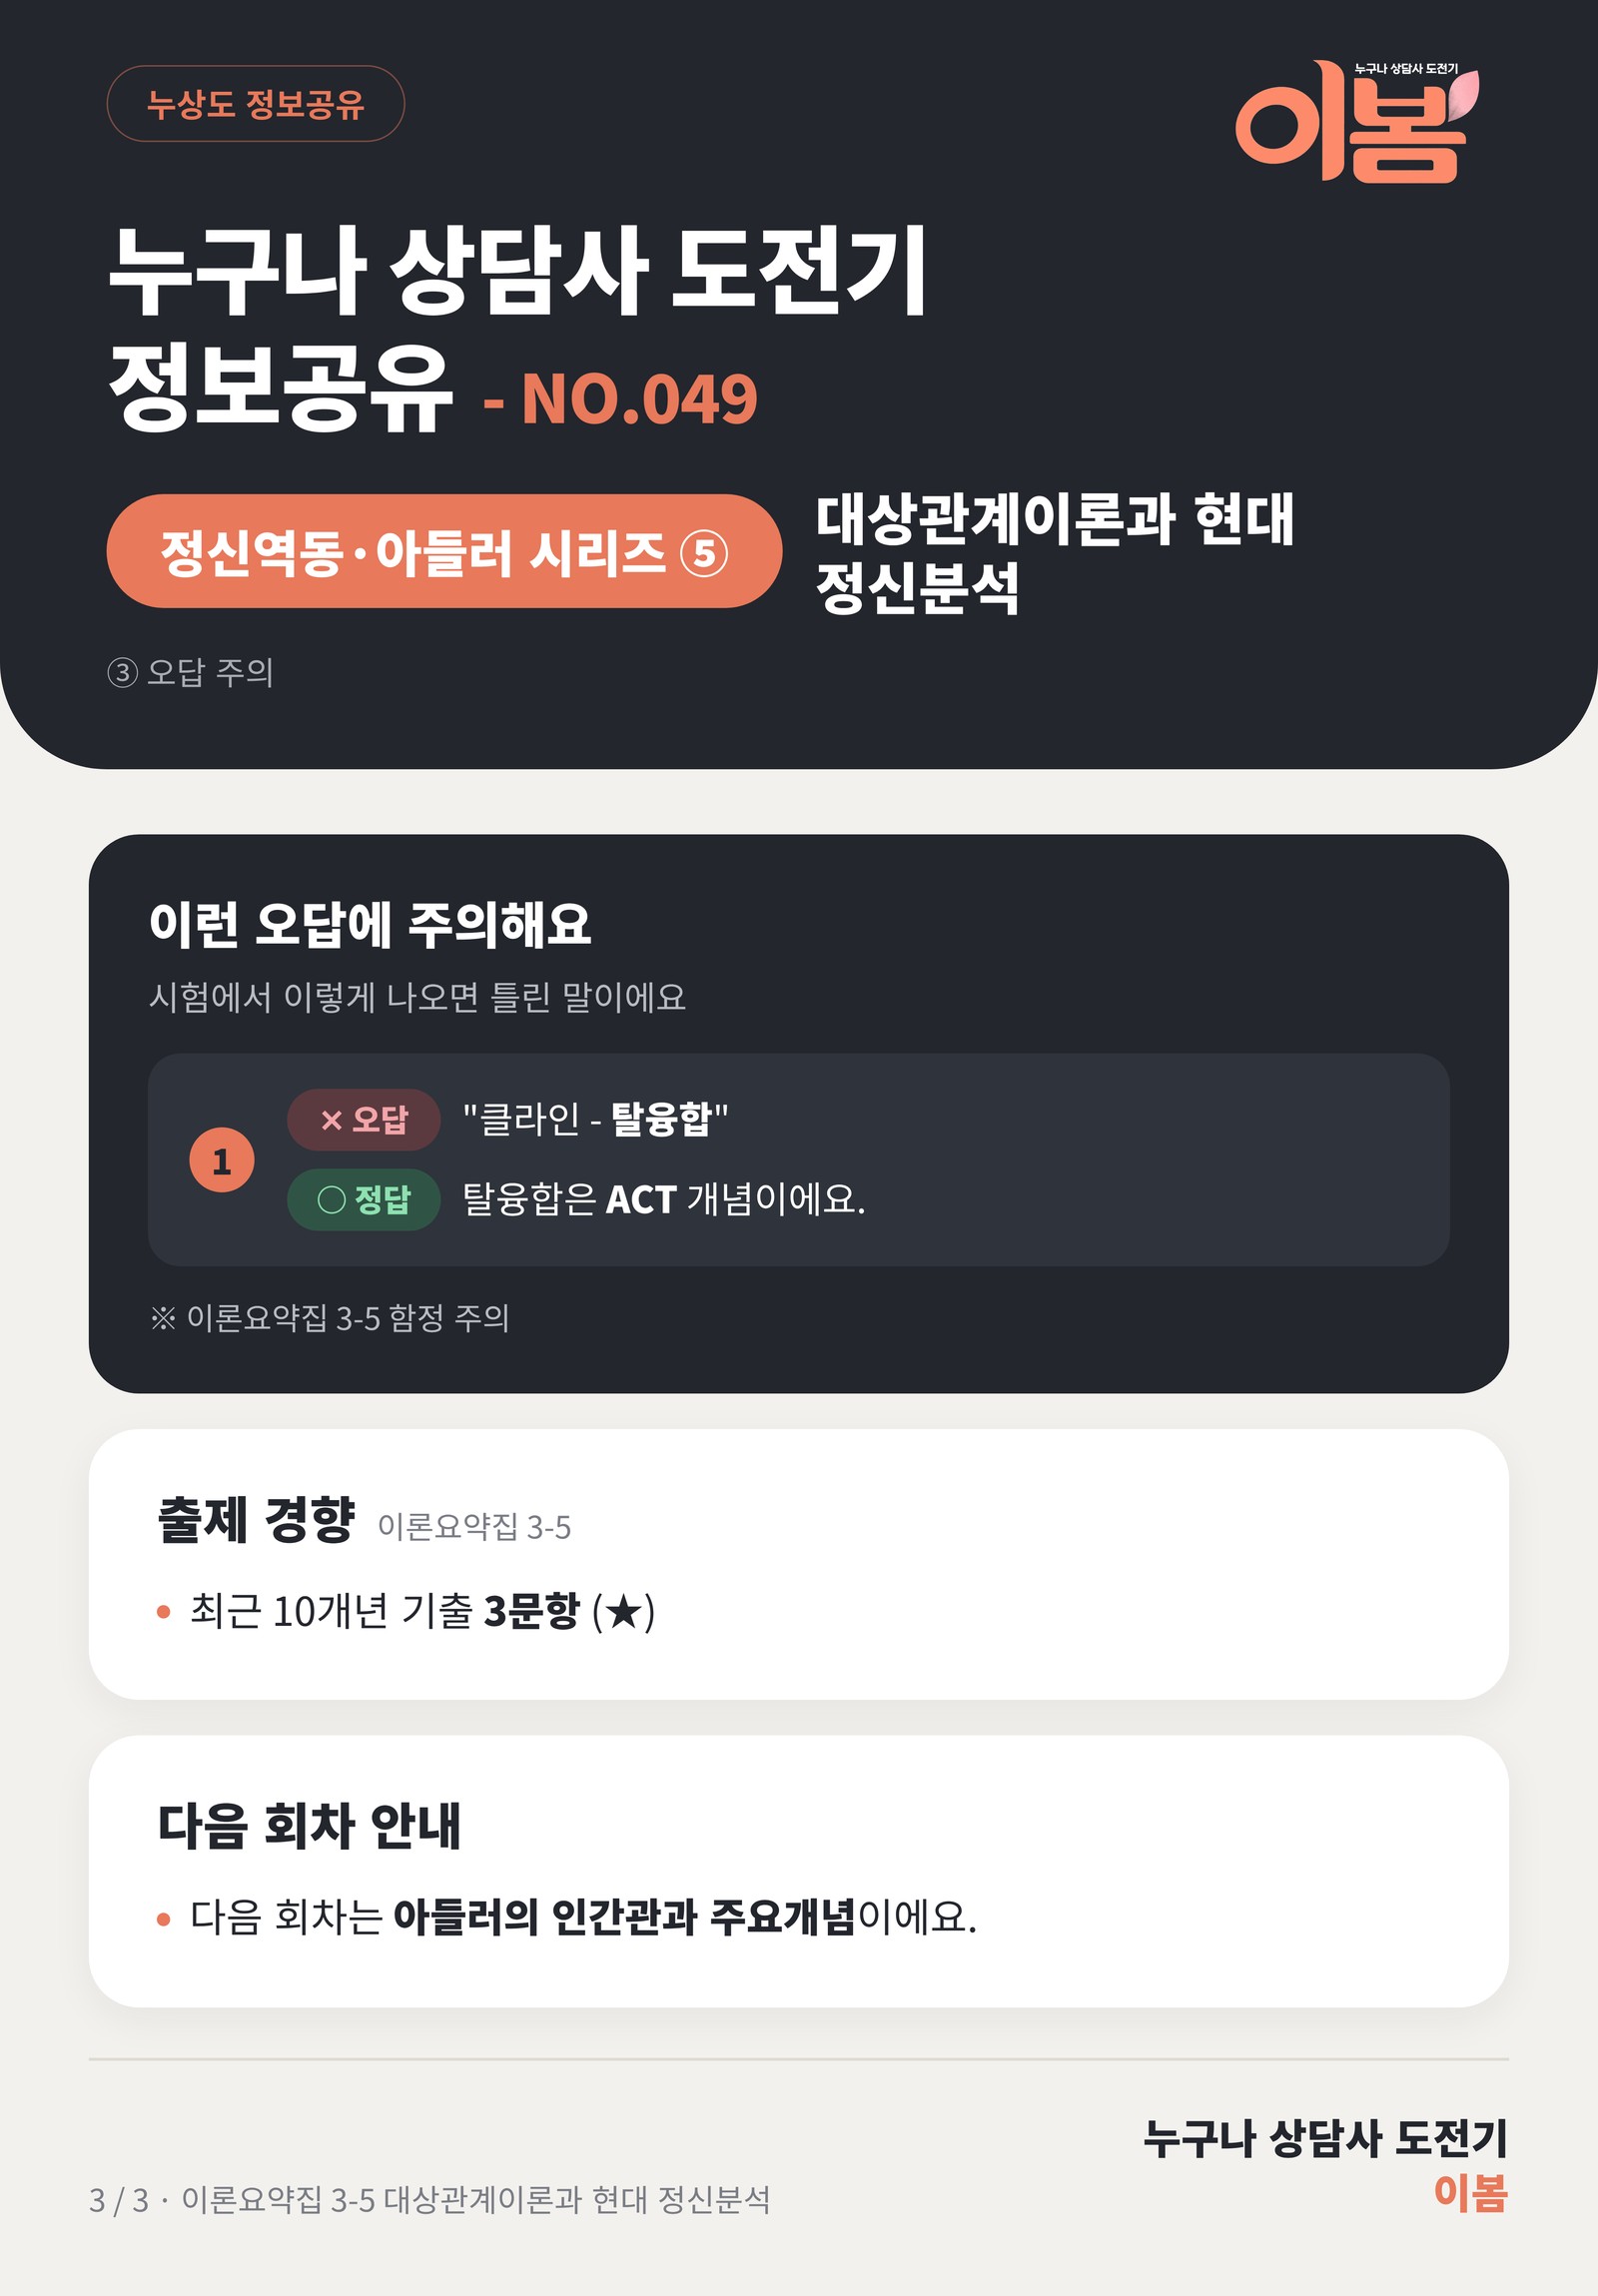 누상도 정보공유
누구나 상담사 도전기
이봄
누구나 상담사 도전기
정보공유 - NO.049
정신역동·아들러 시리즈 ⑤
대상관계이론과 현대
정신분석
③ 오답 주의
이런 오답에 주의해요
시험에서 이렇게 나오면 틀린 말이에요
1
✕ 오답 "클라인 - 탈융합"
○ 정답 탈융합은 ACT 개념이에요.
※ 이론요약집 3-5 함정 주의
출제 경향 이론요약집 3-5
• 최근 10개년 기출 3문항 (★)
다음 회차 안내
• 다음 회차는 아들러의 인간관과 주요개념이에요.
누구나 상담사 도전기
3 / 3 · 이론요약집 3-5 대상관계이론과 현대 정신분석
이봄